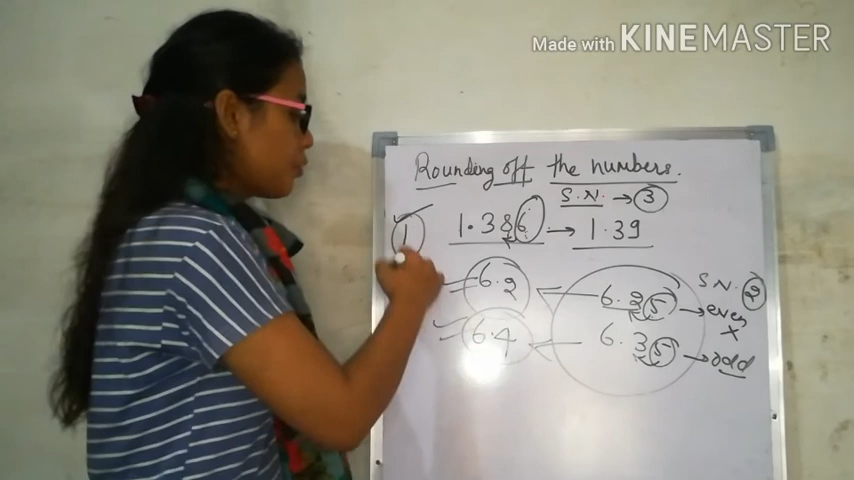 Made with KINEMASTER
Rounding off the numbers.
S.N. → 3
1 1.386 → 1.39
S.N. 2
6.2 6.25 → even
x
6.4 6.35 → odd